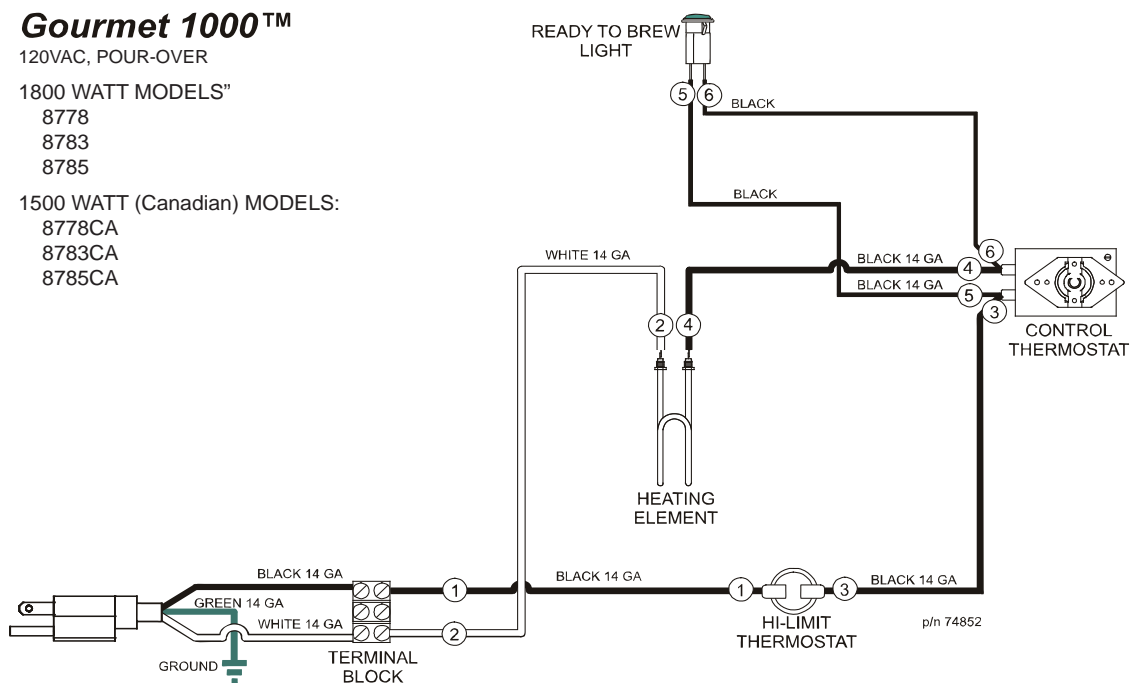 Gourmet 1000™
120VAC, POUR-OVER
1800 WATT MODELS”
8778
8783
8785
1500 WATT (Canadian) MODELS:
8778CA
8783CA
8785CA
READY TO BREW
LIGHT
5 6
BLACK
BLACK
WHITE 14 GA
BLACK 14 GA
4
6
BLACK 14 GA
5
3
CONTROL
THERMOSTAT
2 4
HEATING
ELEMENT
BLACK 14 GA
1
BLACK 14 GA
1
3
BLACK 14 GA
GREEN 14 GA
WHITE 14 GA
2
HI-LIMIT
THERMOSTAT
p/n 74852
GROUND
TERMINAL
BLOCK